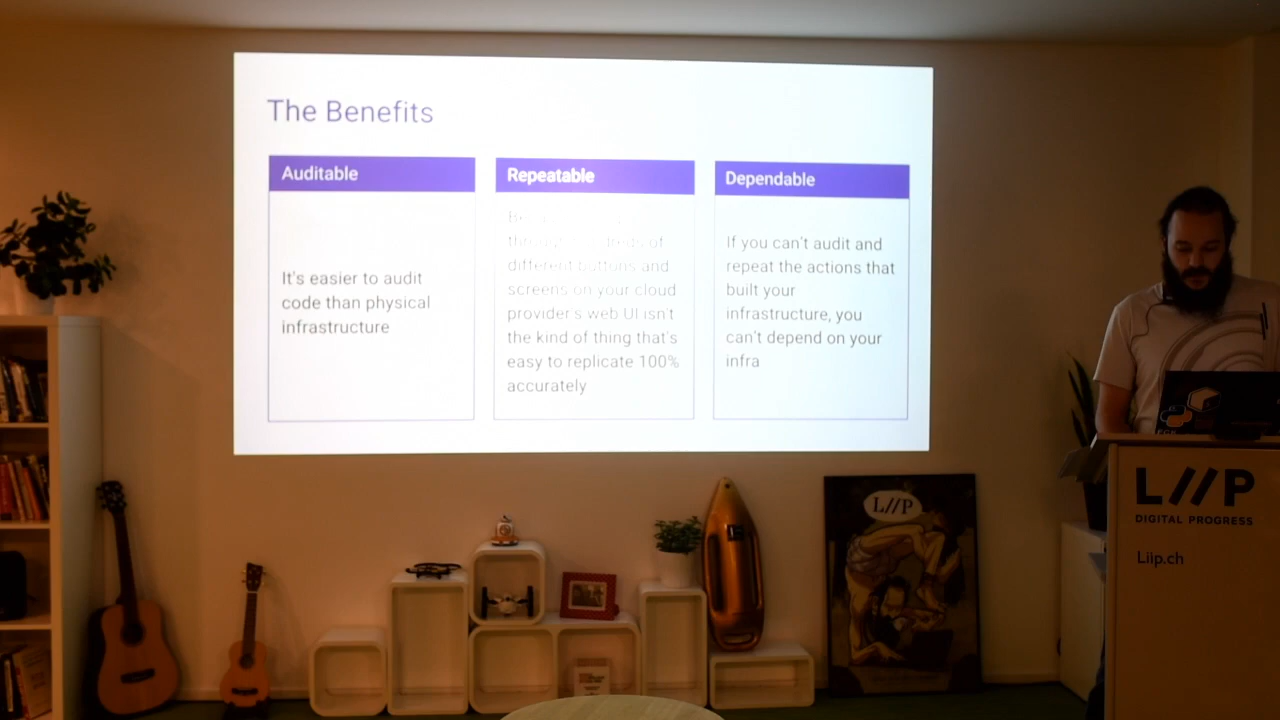 The Benefits
Auditable
It's easier to audit
code than physical
infrastructure
Repeatable
through of
different buttons and
screens on your cloud
provider's web UI isn't
the kind of thing that's
easy to replicate 100%
accurately
Dependable
If you can't audit and
repeat the actions that
built your
infrastructure, you
can't depend on your
infra
L//P
L//P
DIGITAL PROGRESS
Liip.ch